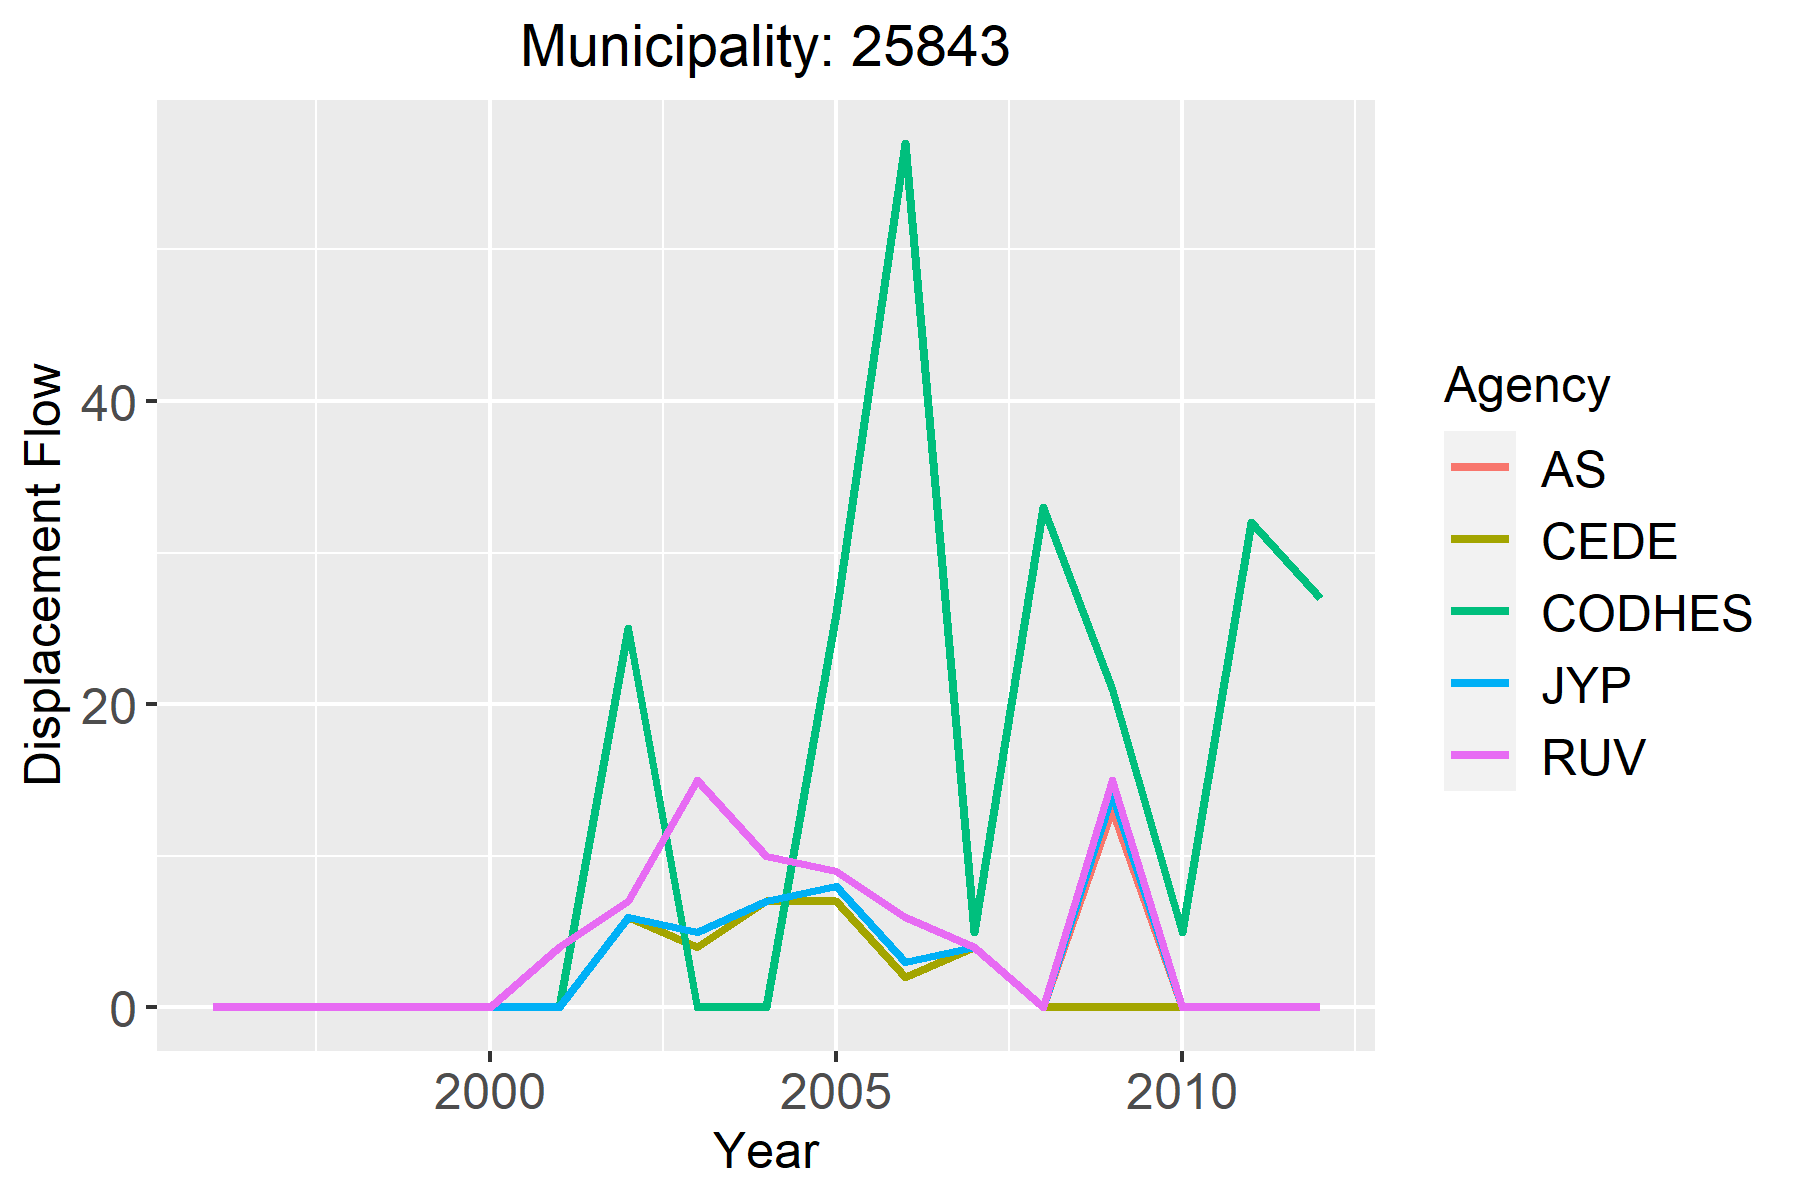 Municipality: 25843
Displacement Flow
40
20
0
2000 2005 2010
Year
Agency
AS
CEDE
CODHES
JYP
RUV